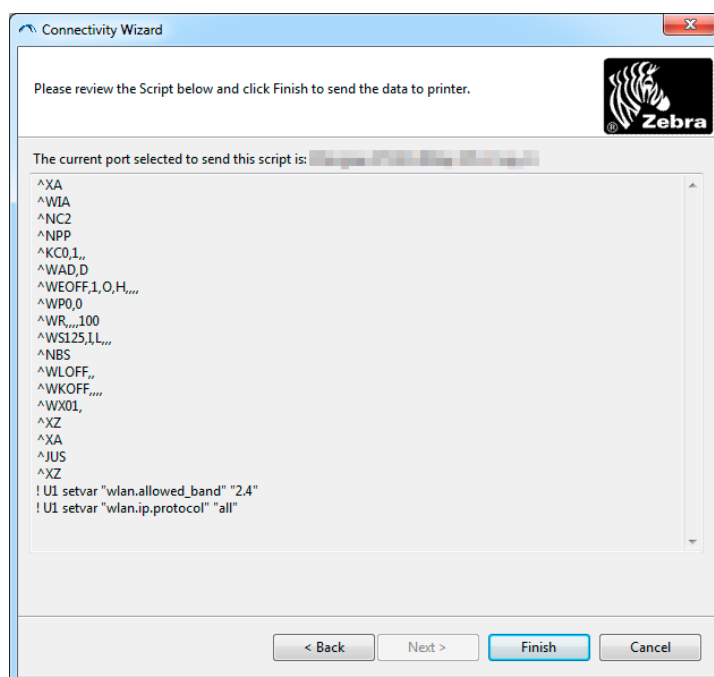 Connectivity Wizard
Please review the Script below and click Finish to send the data to printer.
® Zebra
The current port selected to send this script is:
^XA
^WIA
^NC2
^NPP
^KC0,1,,
^WAD,D
^WEOFF,1,O,H,,,,
^WP0,0
^WR,,,,100
^WS125,I,L,,,
^NBS
^WLOFF,,
^WKOFF,,,,
^WX01,
^XZ
^XA
^JUS
^XZ
! U1 setvar "wlan.allowed_band" "2.4"
! U1 setvar "wlan.ip.protocol" "all"
< Back
Next >
Finish
Cancel